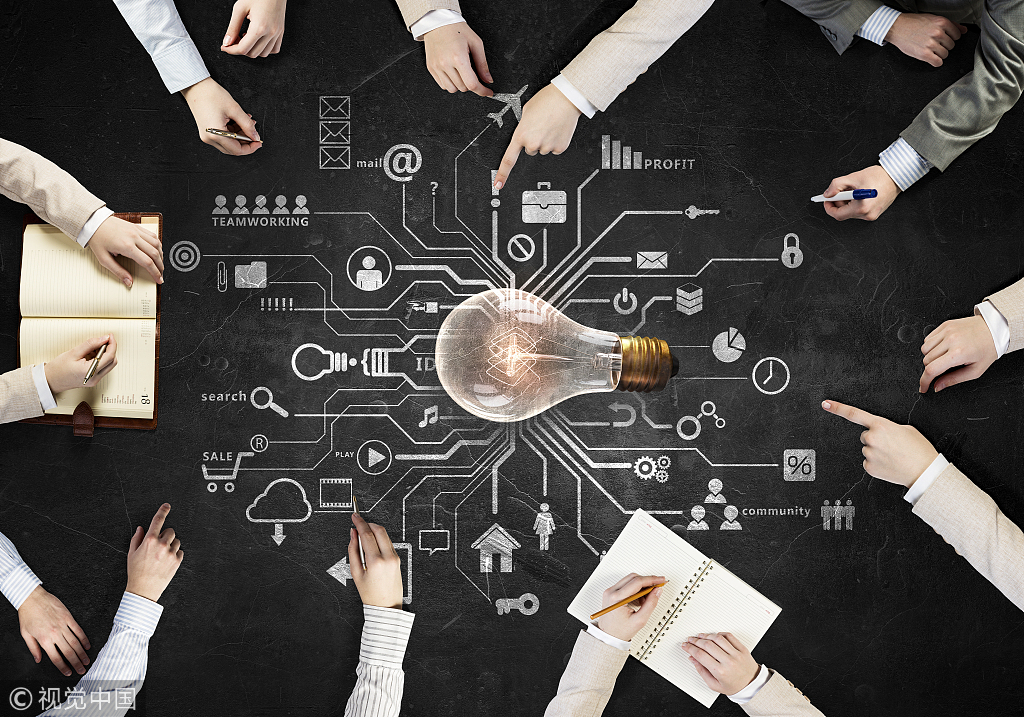 mail
@
?
PROFIT
TEAMWORKING
!!!!!
ID
search
®
SALE
PLAY
%
community
18
© 视觉中国